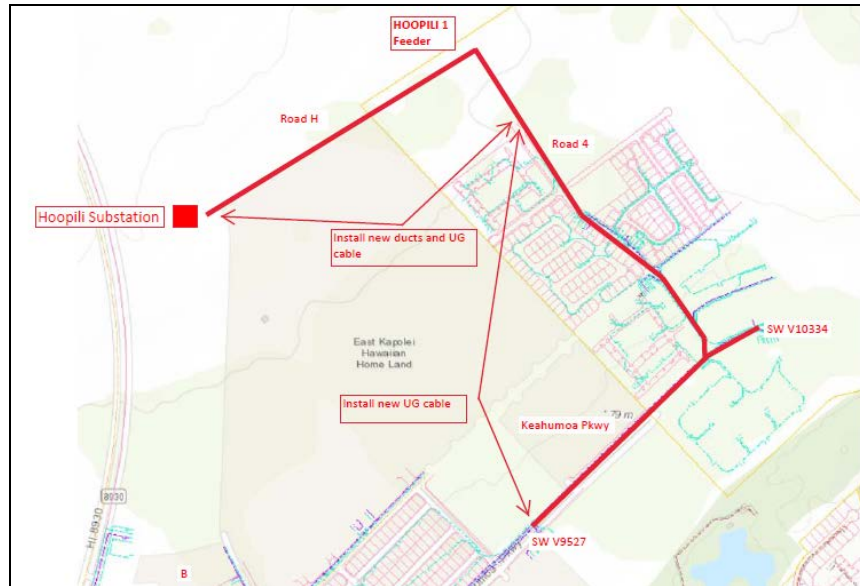 HOOPILI 1
Feeder
Road H
Road 4
Hoopili Substation
Install new ducts and UG
cable
SW V10334
East Kapolei
Hawaiian
Home Land
Install new UG cable
79 m
Keahumoa Pkwy
8930
HI 8930
SW V9527
B